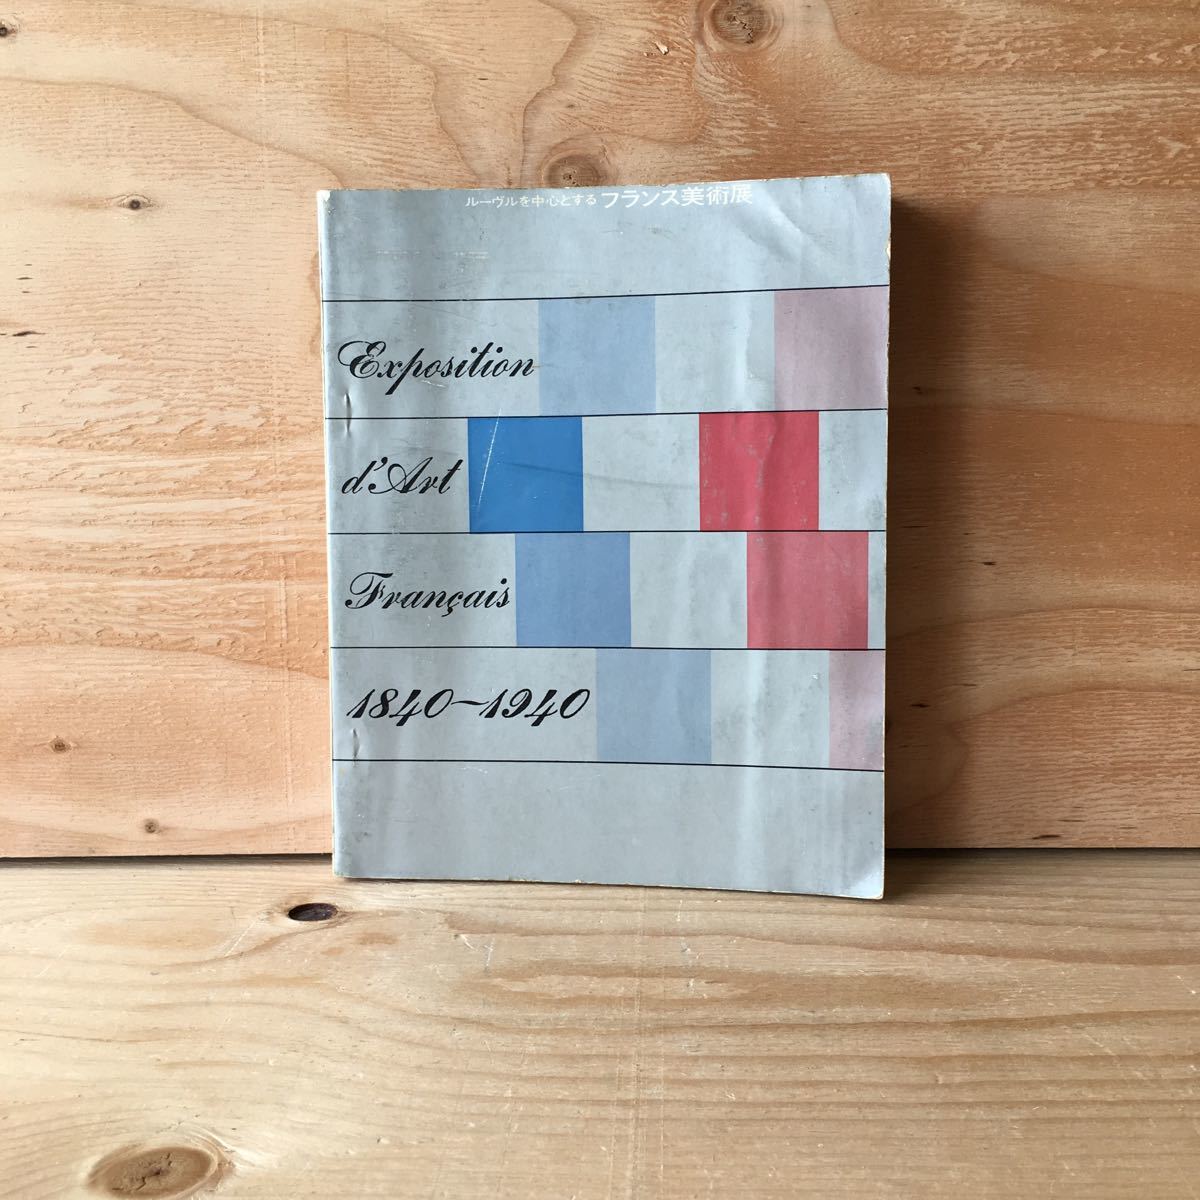 ルーヴルを中心とする フランス美術展
Exposition
d'Art
Français
1840~1940